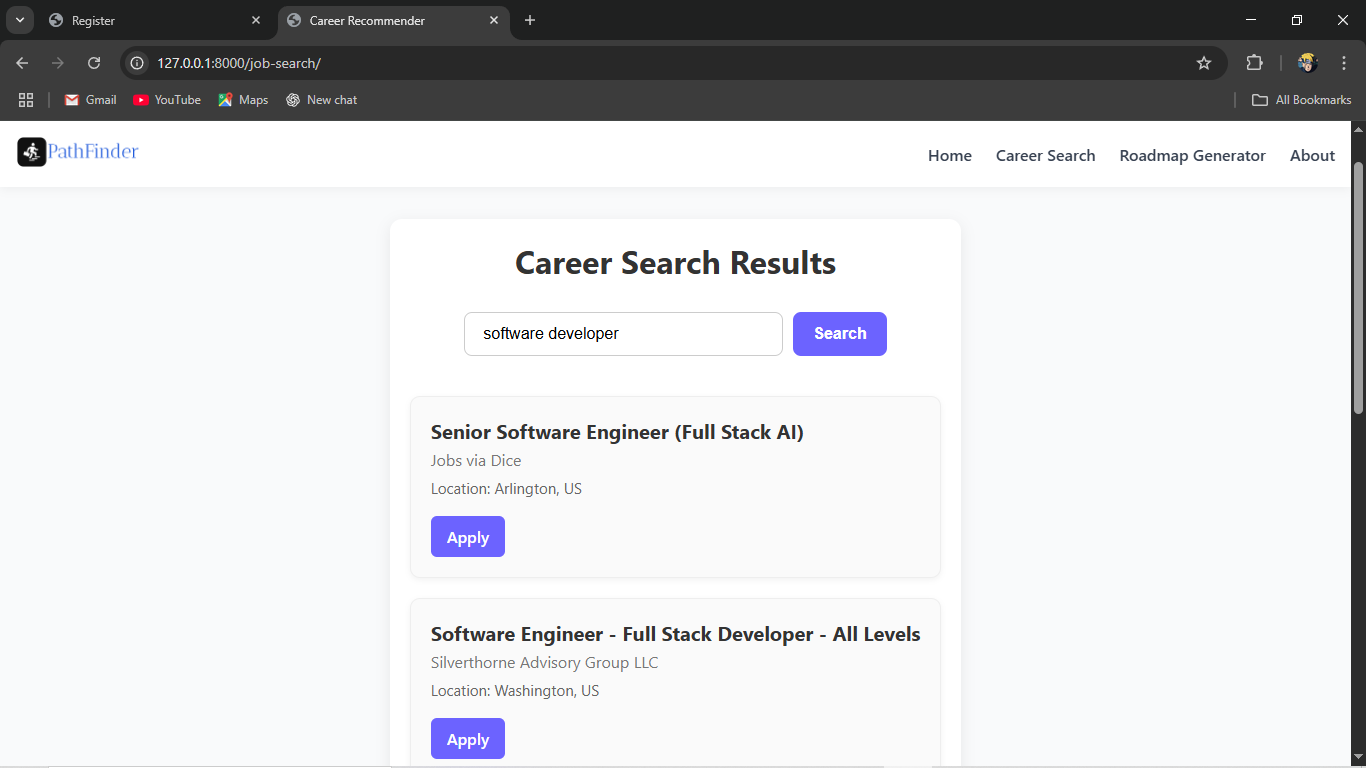 Register
Career Recommender
127.0.0.1:8000/job-search/
Gmail YouTube Maps New chat All Bookmarks
PathFinder Home Career Search Roadmap Generator About
Career Search Results
software developer Search
Senior Software Engineer (Full Stack AI)
Jobs via Dice
Location: Arlington, US
Apply
Software Engineer - Full Stack Developer - All Levels
Silverthorne Advisory Group LLC
Location: Washington, US
Apply